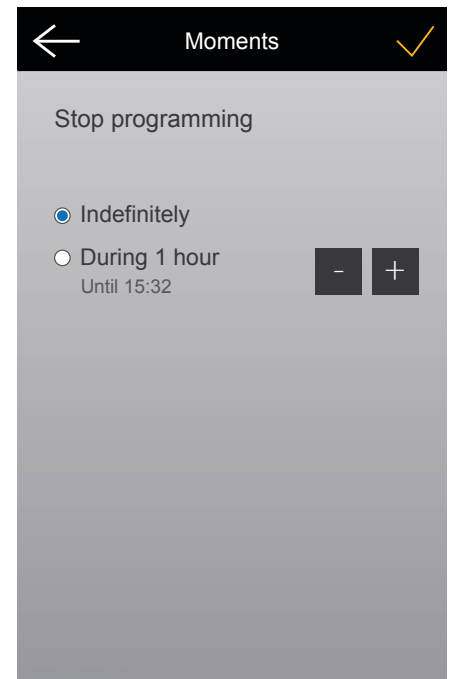 Moments
Stop programming
Indefinitely
During 1 hour
- +
Until 15:32